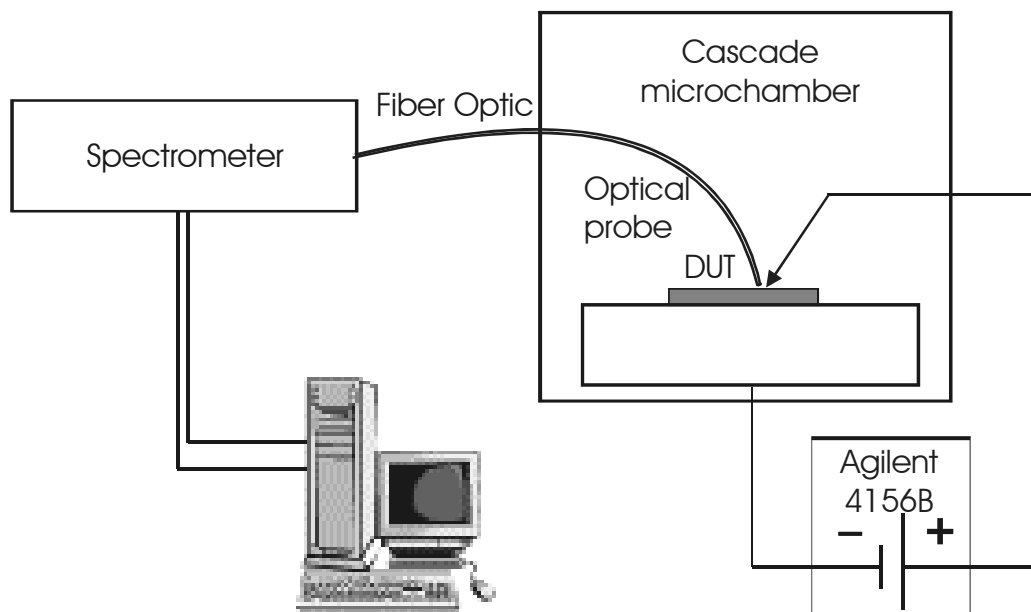 Cascade
microchamber
Fiber Optic
Spectrometer
Optical
probe
DUT
Agilent
4156B
− +